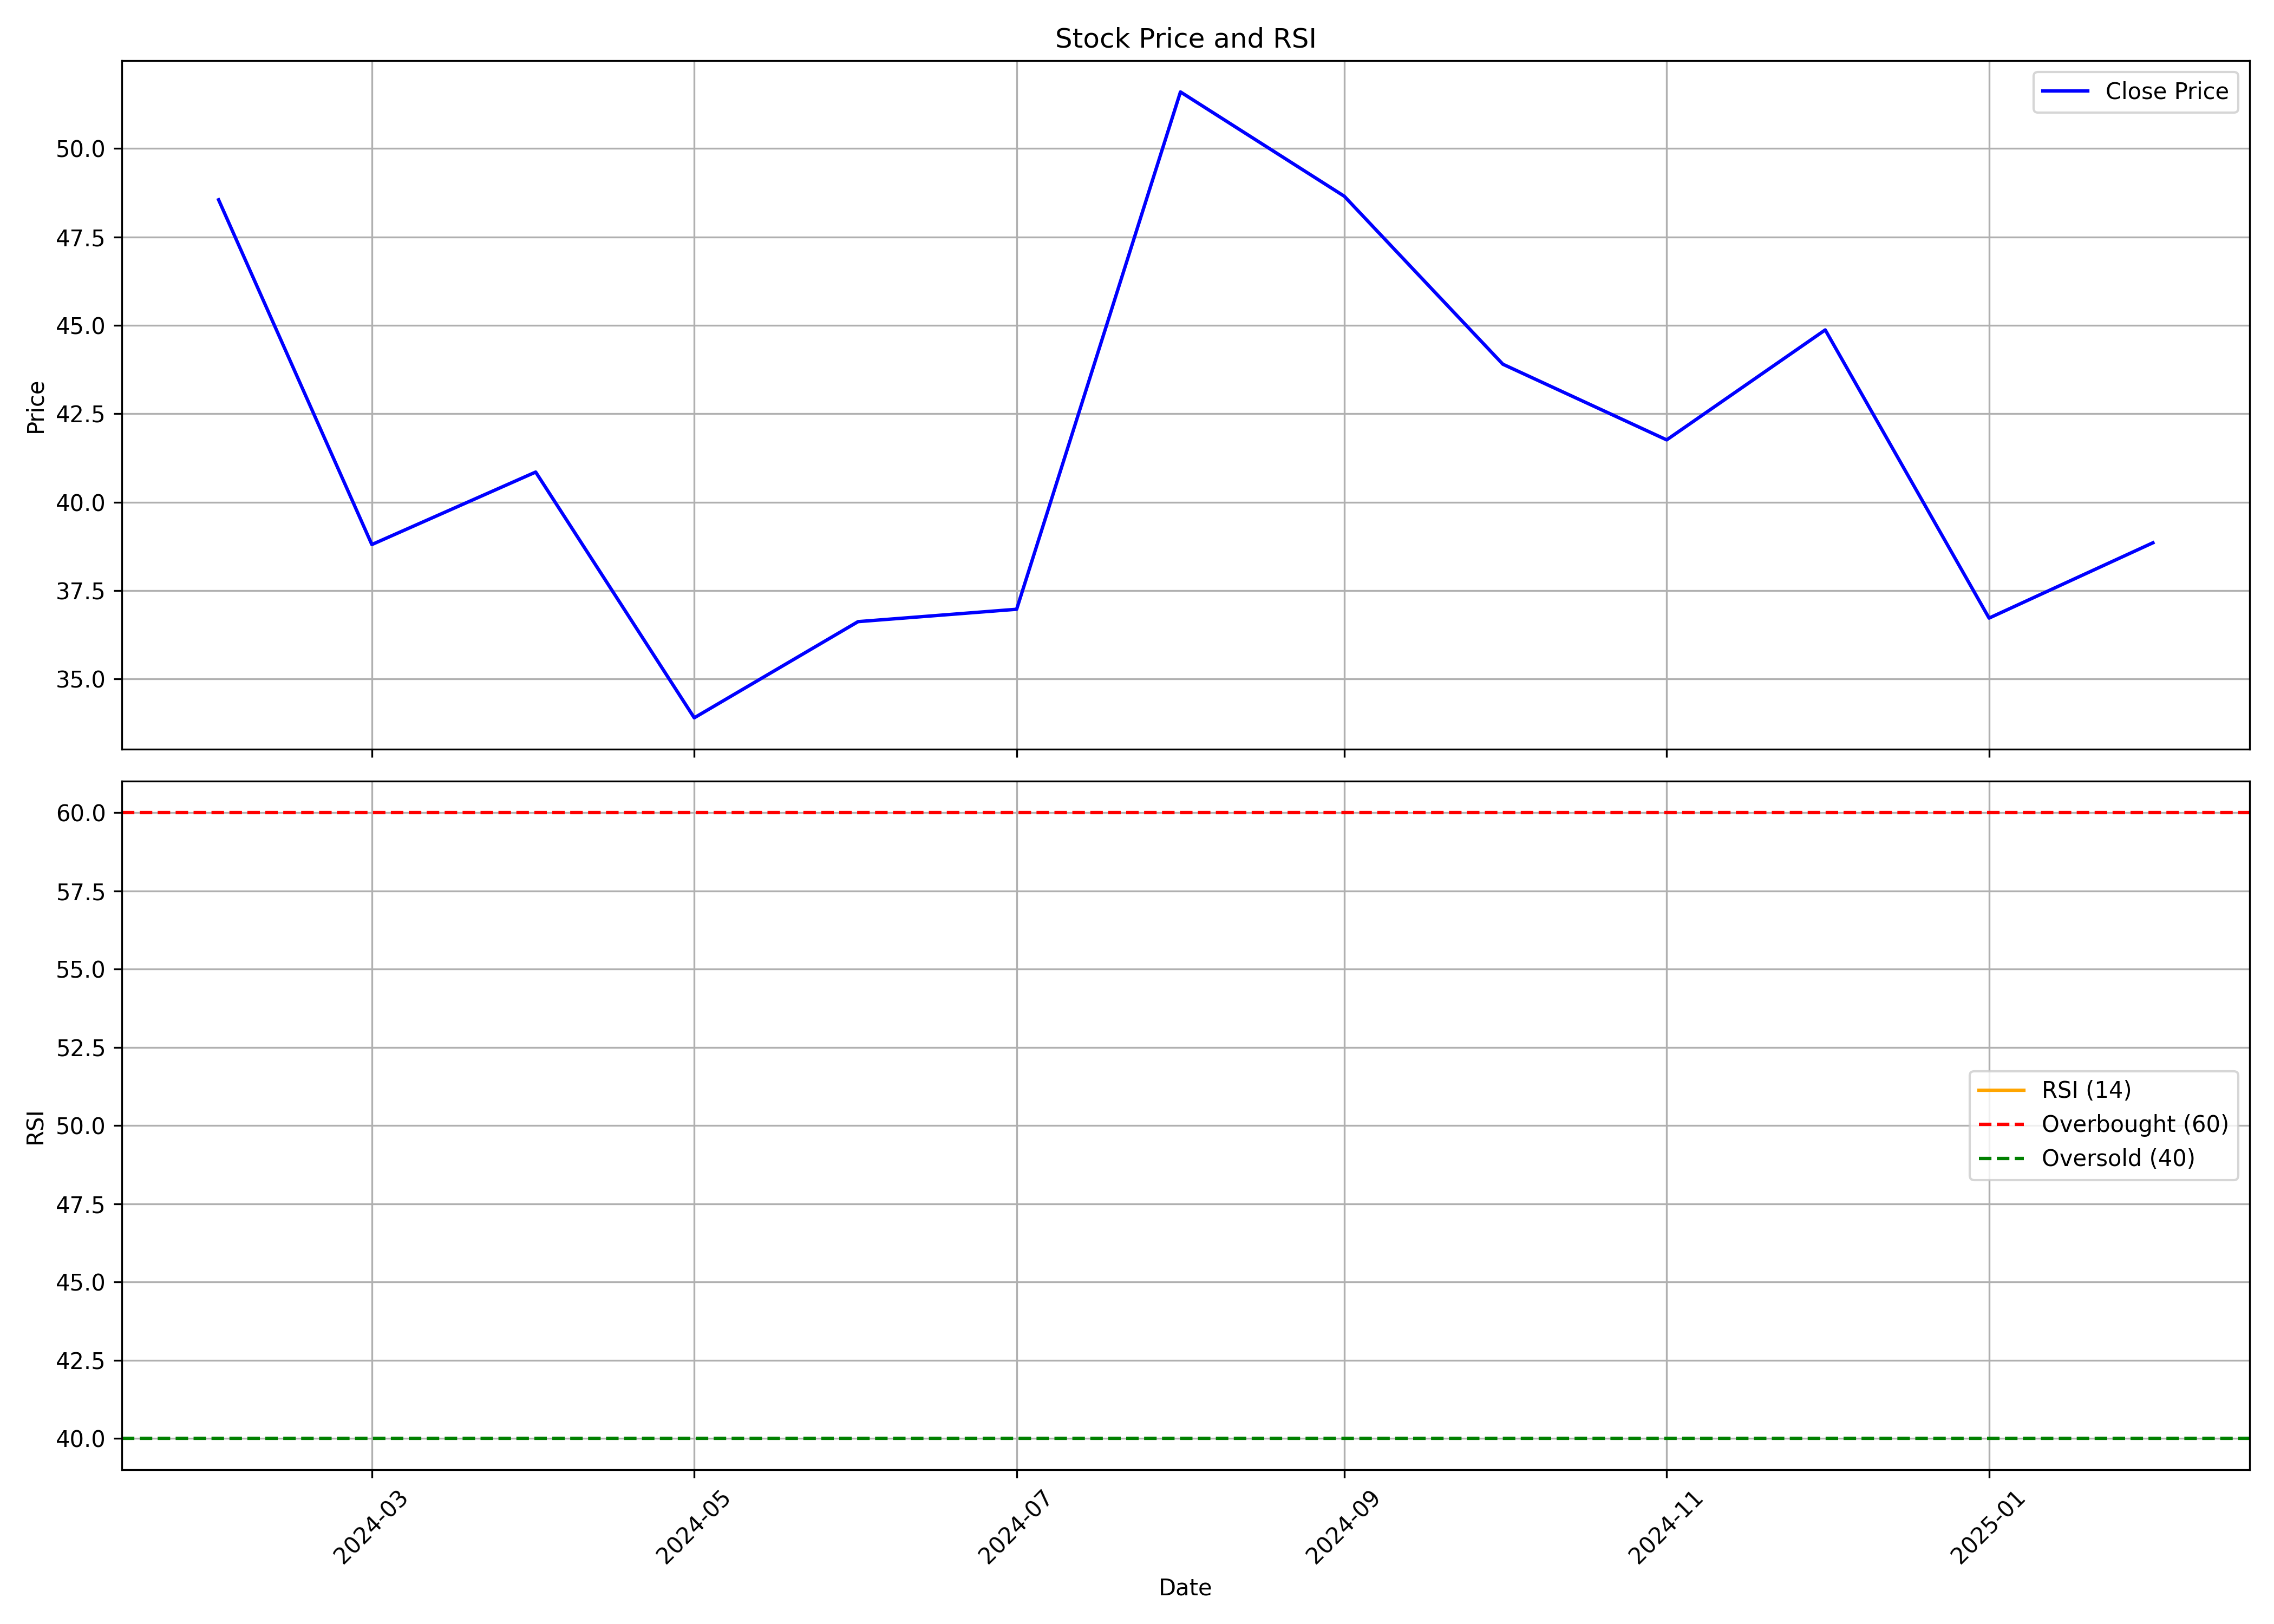 Stock Price and RSI
Close Price
Price
50.0
47.5
45.0
42.5
40.0
37.5
35.0
RSI
60.0
57.5
55.0
52.5
50.0
47.5
45.0
42.5
40.0
RSI (14)
Overbought (60)
Oversold (40)
2024-03
2024-05
2024-07
2024-09
2024-11
2025-01
Date